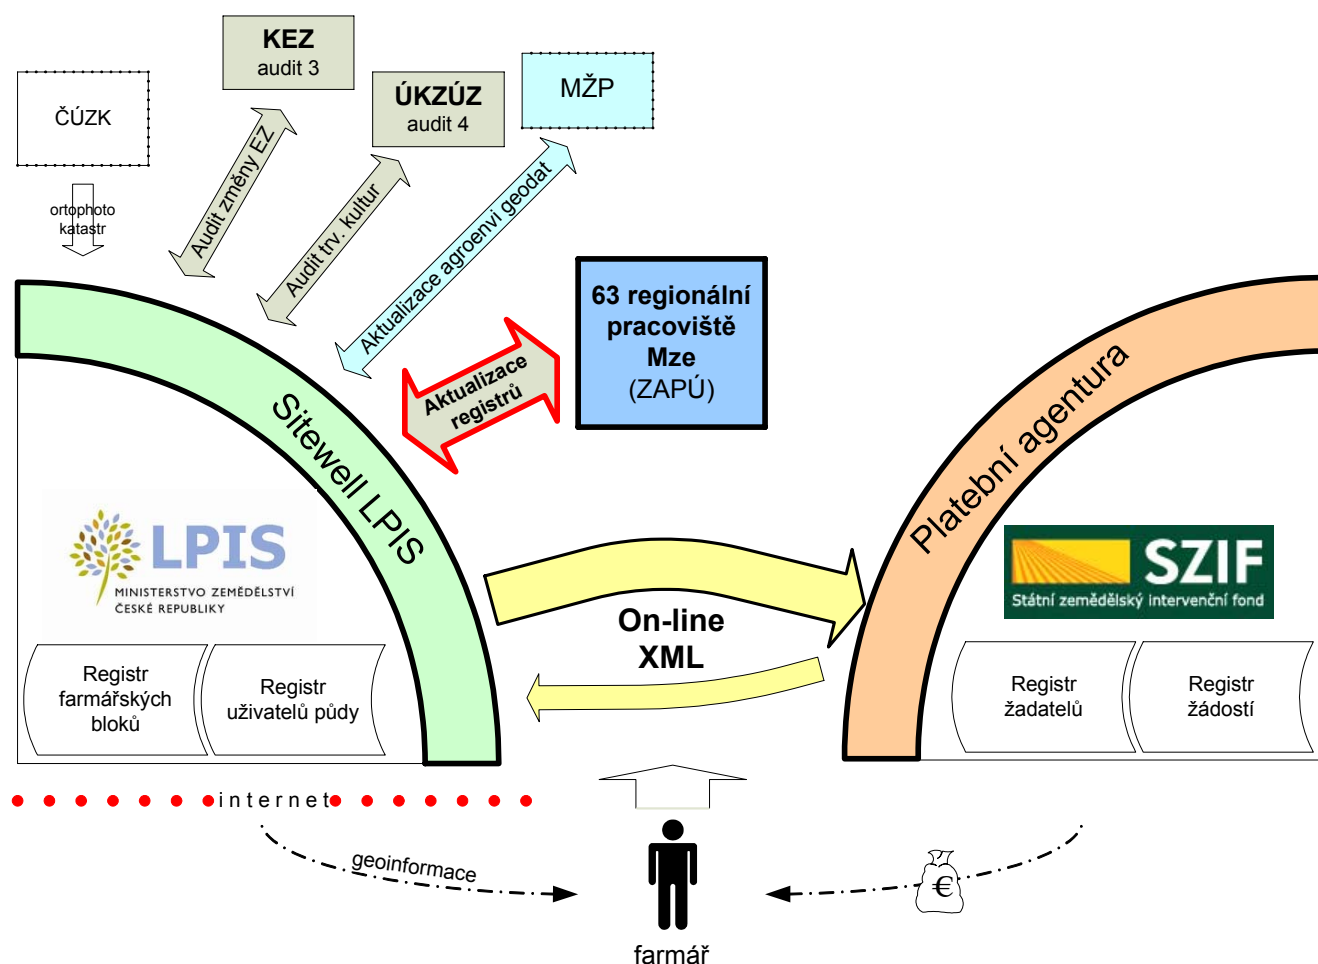 KEZ
audit 3
ÚKZÚZ
audit 4
MŽP
ČÚZK
ortophoto
katastr
Audit změny EZ
Audit trv. kultur
Aktualizace agroenvi geodat
63 regionální
pracoviště
Mze
(ZAPÚ)
Aktualizace
registrů
Sitewell LPIS
Platební agentura
LPIS
MINISTERSTVO ZEMĚDĚLSTVÍ
ČESKÉ REPUBLIKY
SZIF
Státní zemědělský intervenční fond
On-line
XML
Registr
farmářských
bloků
Registr
uživatelů půdy
Registr
žadatelů
Registr
žádostí
internet
geoinformace
€
farmář